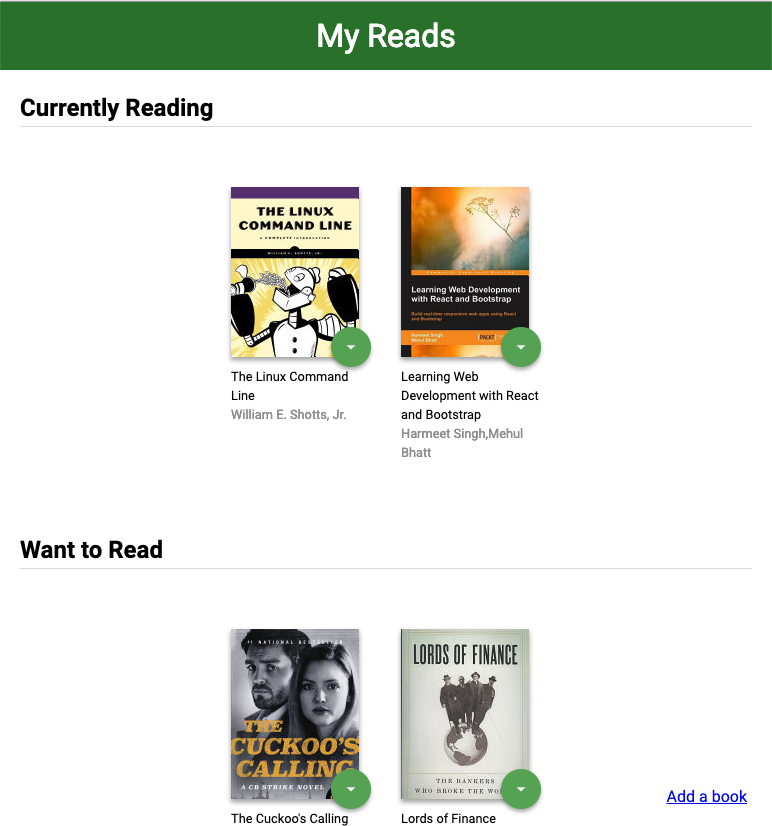 My Reads
Currently Reading
THE LINUX
COMMAND LINE
A COMPLETE INTRODUCTION
WILLIAM E. SHOTTS, JR.
Learning Web Development
with React and Bootstrap
Build real-time responsive web apps using React
and Bootstrap
Harmeet Singh
Mehul Bhatt
PACKT
The Linux Command
Line
William E. Shotts, Jr.
Learning Web
Development with React
and Bootstrap
Harmeet Singh,Mehul
Bhatt
Want to Read
#1 NATIONAL BESTSELLER
THE
CUCKOO'S
CALLING
A CB STRIKE NOVEL
LORDS OF FINANCE
THE BANKERS
WHO BROKE THE
Add a book
The Cuckoo's Calling
Lords of Finance